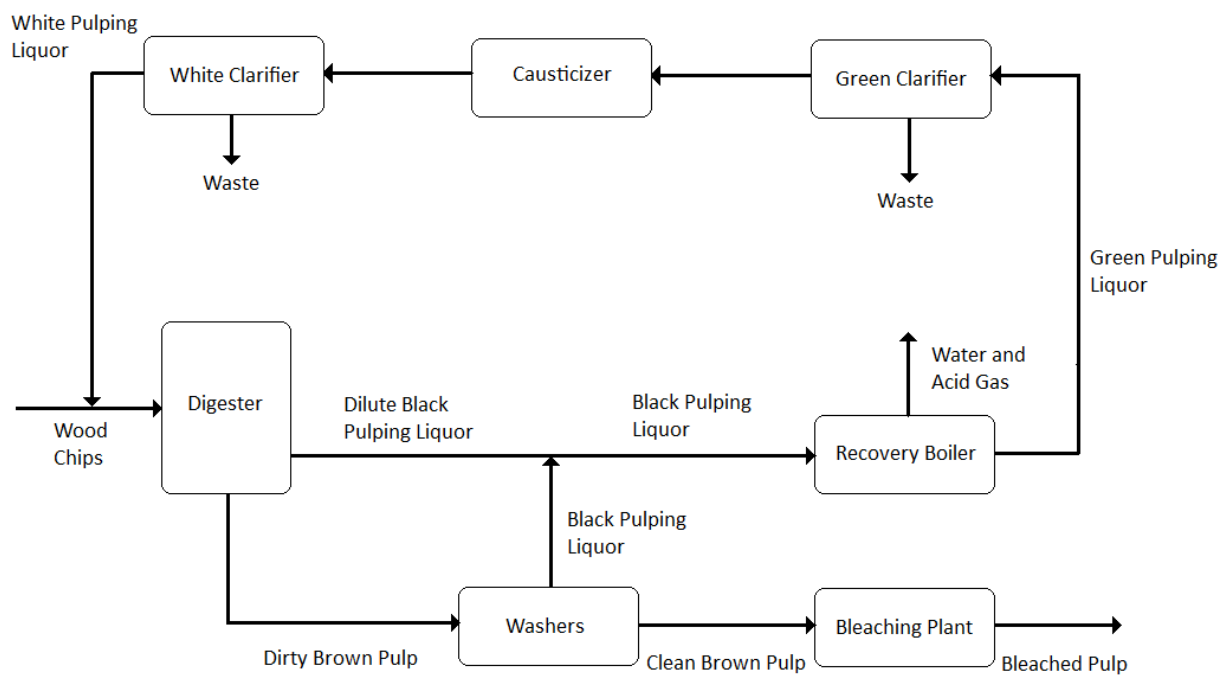 White Pulping
Liquor
White Clarifier
Causticizer
Green Clarifier
Waste
Waste
Green Pulping
Liquor
Water and
Acid Gas
Digester
Dilute Black
Pulping Liquor
Black Pulping
Liquor
Wood
Chips
Recovery Boiler
Black Pulping
Liquor
Washers
Bleaching Plant
Dirty Brown Pulp
Clean Brown Pulp
Bleached Pulp